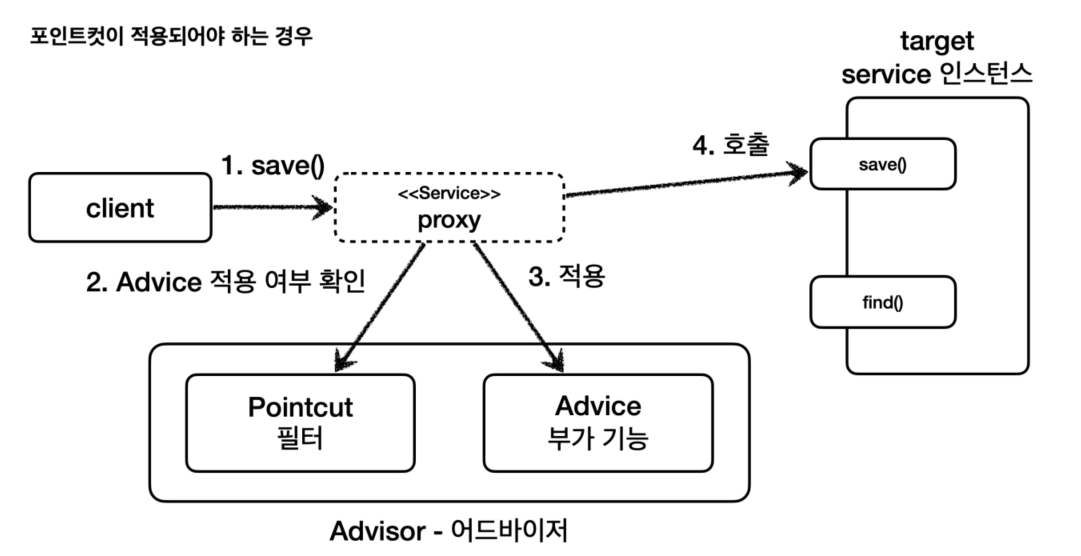 포인트컷이 적용되어야 하는 경우
target
service 인스턴스
1. save()
4. 호출
save()
client
<<Service>>
proxy
2. Advice 적용 여부 확인
3. 적용
find()
Pointcut
필터
Advice
부가 기능
Advisor - 어드바이저